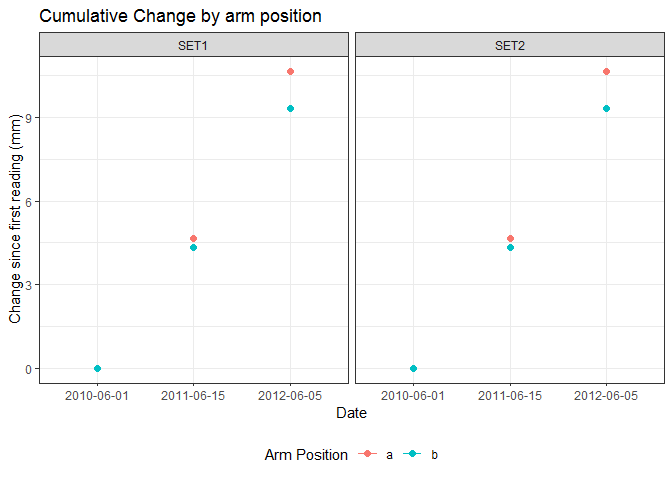 Cumulative Change by arm position
SET1 SET2
Change since first reading (mm)
9
6
3
0
2010-06-01 2011-06-15 2012-06-05 2010-06-01 2011-06-15 2012-06-05
Date
Arm Position a b